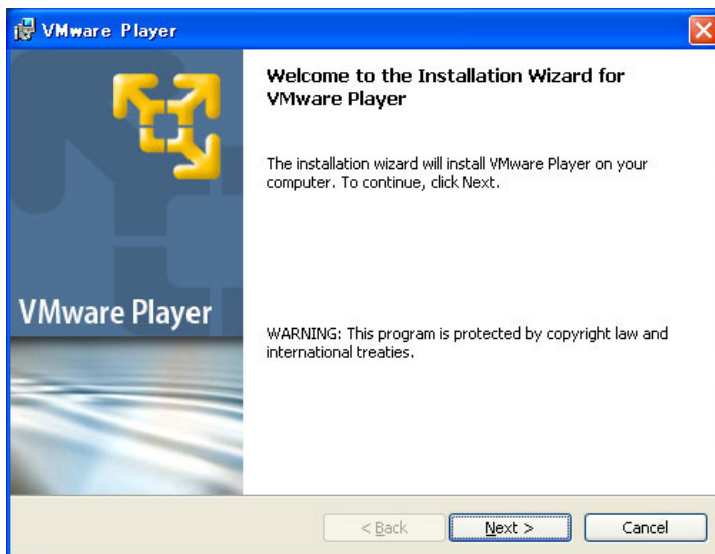 VMware Player
Welcome to the Installation Wizard for
VMware Player
The installation wizard will install VMware Player on your
computer. To continue, click Next.
VMware Player
WARNING: This program is protected by copyright law and
international treaties.
< Back
Next >
Cancel